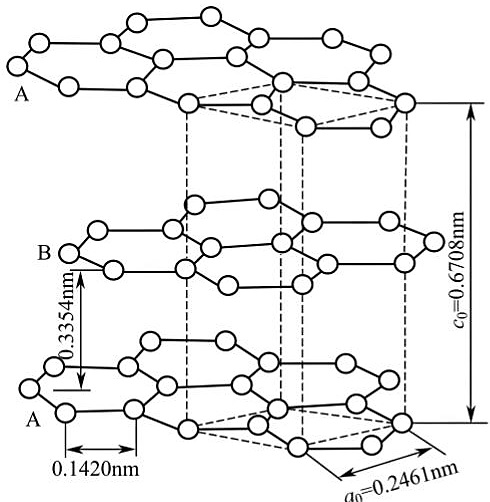 A
B
c₀=0.6708nm
0.3354nm
A
0.1420nm
a₀=0.2461nm